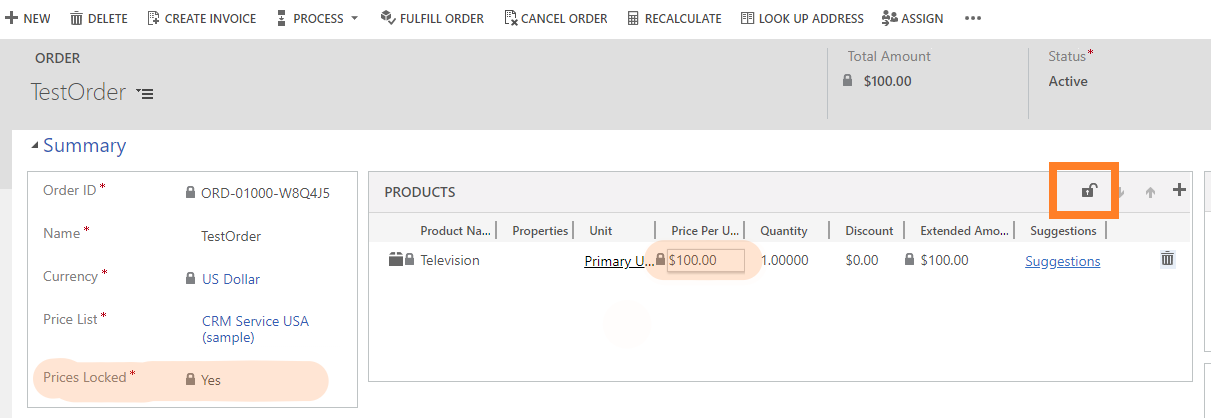 NEW DELETE CREATE INVOICE PROCESS FULFILL ORDER CANCEL ORDER RECALCULATE LOOK UP ADDRESS ASSIGN
ORDER
TestOrder
Total Amount
$100.00
Status*
Active
Summary
Order ID* ORD-01000-W8Q4J5
Name* TestOrder
Currency* US Dollar
Price List* CRM Service USA
(sample)
Prices Locked* Yes
PRODUCTS
Product Na... Properties Unit Price Per U... Quantity Discount Extended Amo... Suggestions
Television Primary U... $100.00 1.00000 $0.00 $100.00 Suggestions